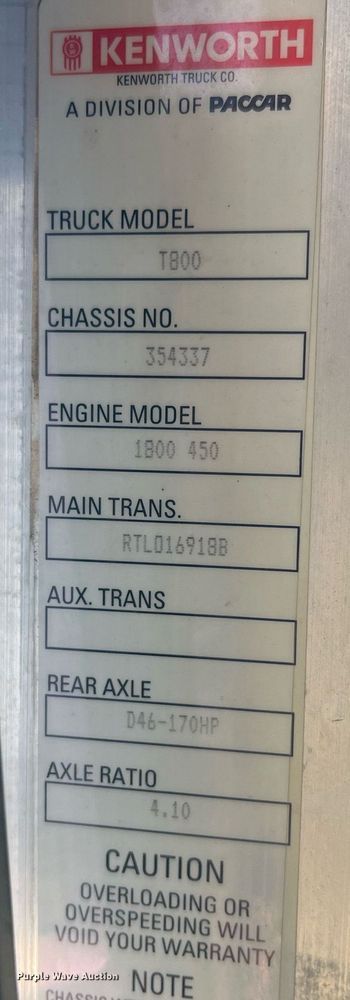 KENWORTH
KENWORTH TRUCK CO.
A DIVISION OF PACCAR
TRUCK MODEL
T800
CHASSIS NO.
354337
ENGINE MODEL
1800 450
MAIN TRANS.
RTLO16918B
AUX. TRANS
REAR AXLE
D46-170HP
AXLE RATIO
4.10
CAUTION
OVERLOADING OR
OVERSPEEDING WILL
VOID YOUR WARRANTY
NOTE
Purple Wave Auction